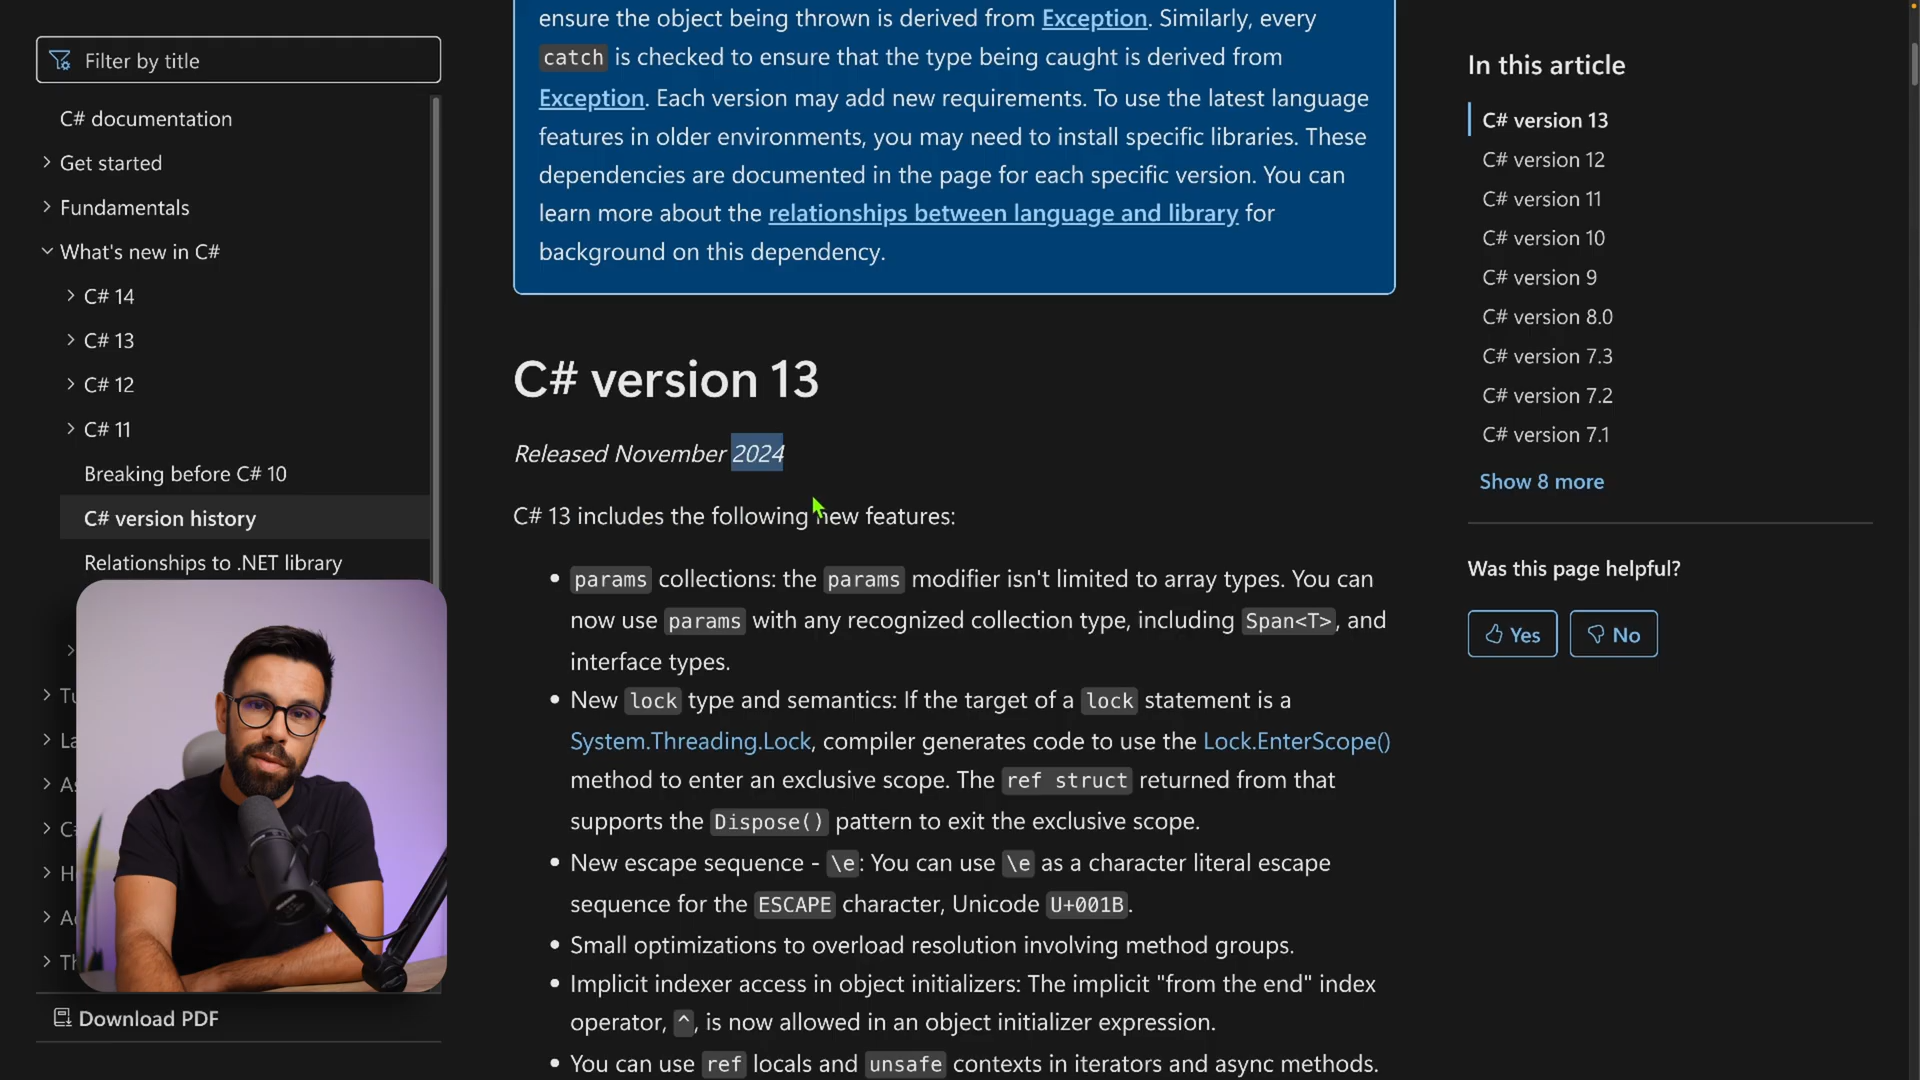 Filter by title
C# documentation
Get started
Fundamentals
What's new in C#
C# 14
C# 13
C# 12
C# 11
Breaking before C# 10
C# version history
Relationships to .NET library
Download PDF
ensure the object being thrown is derived from Exception. Similarly, every
catch is checked to ensure that the type being caught is derived from
Exception. Each version may add new requirements. To use the latest language
features in older environments, you may need to install specific libraries. These
dependencies are documented in the page for each specific version. You can
learn more about the relationships between language and library for
background on this dependency.
C# version 13
Released November 2024
C# 13 includes the following new features:
• params collections: the params modifier isn't limited to array types. You can
now use params with any recognized collection type, including Span<T>, and
interface types.
• New lock type and semantics: If the target of a lock statement is a
System.Threading.Lock, compiler generates code to use the Lock.EnterScope()
method to enter an exclusive scope. The ref struct returned from that
supports the Dispose() pattern to exit the exclusive scope.
• New escape sequence - \e: You can use \e as a character literal escape
sequence for the ESCAPE character, Unicode U+001B.
• Small optimizations to overload resolution involving method groups.
• Implicit indexer access in object initializers: The implicit "from the end" index
operator, ^, is now allowed in an object initializer expression.
• You can use ref locals and unsafe contexts in iterators and async methods.
In this article
C# version 13
C# version 12
C# version 11
C# version 10
C# version 9
C# version 8.0
C# version 7.3
C# version 7.2
C# version 7.1
Show 8 more
Was this page helpful?
Yes
No